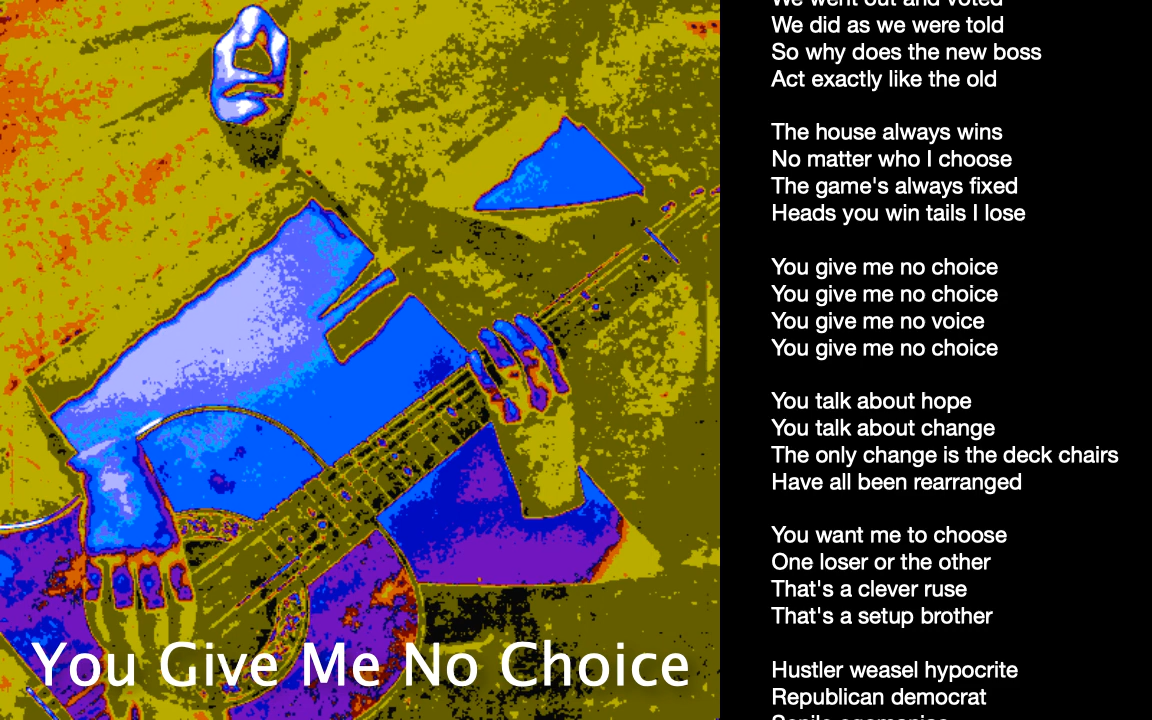 You Give Me No Choice
We went out and voted
We did as we were told
So why does the new boss
Act exactly like the old
The house always wins
No matter who I choose
The game's always fixed
Heads you win tails I lose
You give me no choice
You give me no choice
You give me no voice
You give me no choice
You talk about hope
You talk about change
The only change is the deck chairs
Have all been rearranged
You want me to choose
One loser or the other
That's a clever ruse
That's a setup brother
Hustler weasel hypocrite
Republican democrat